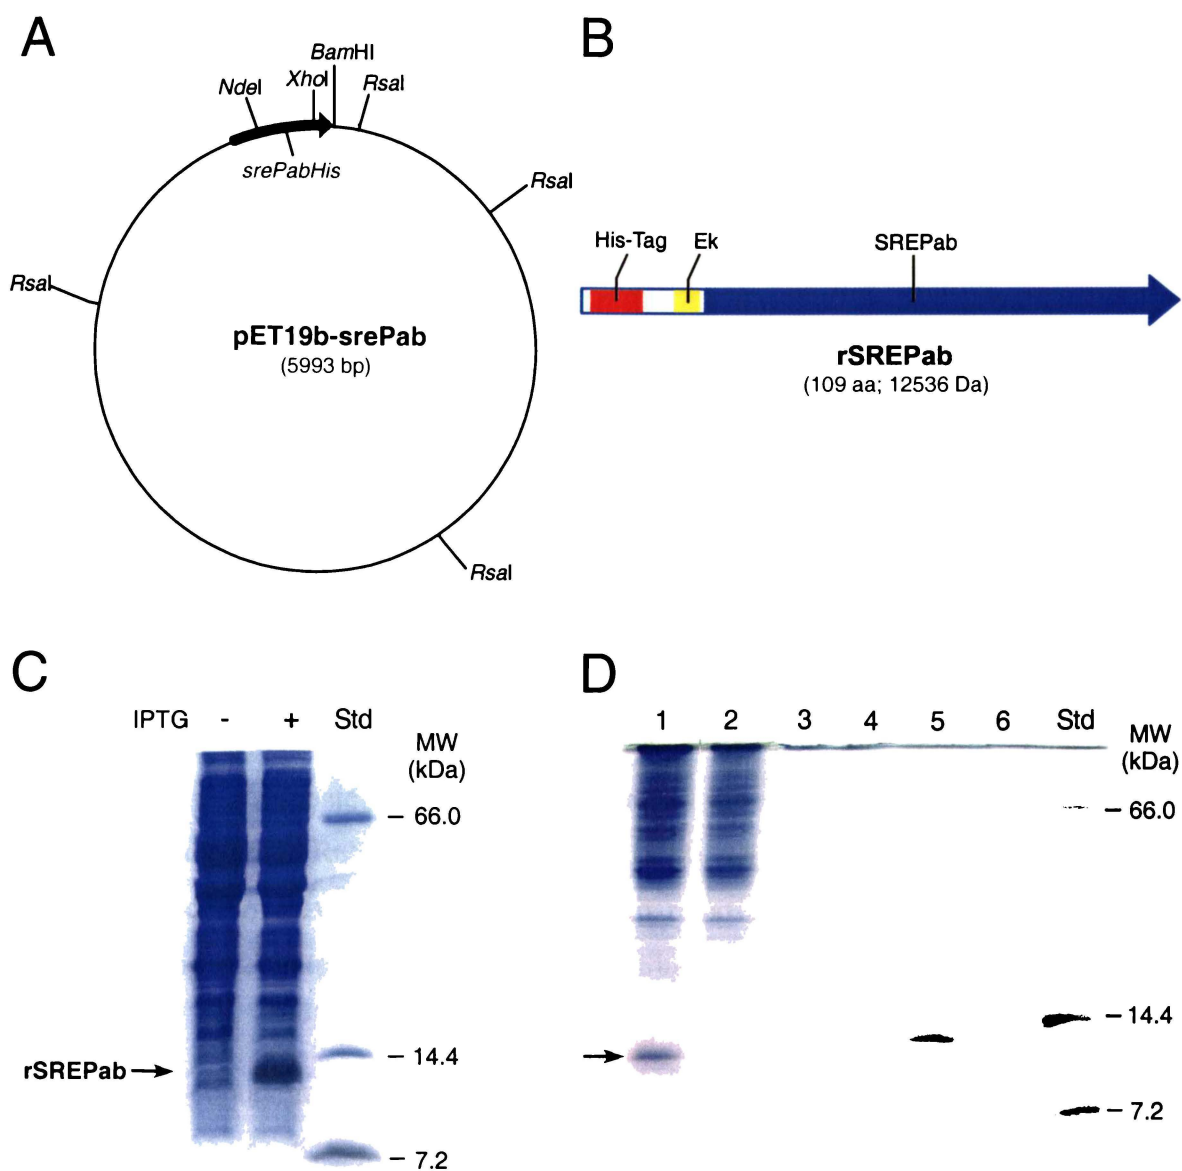 A
BamHI
XhoI
NdeI
RsaI
RsaI
srePabHis
RsaI
pET19b-srePab
(5993 bp)
RsaI
B
His-Tag
Ek
SREPab
rSREPab
(109 aa; 12536 Da)
C
IPTG - + Std
MW
(kDa)
– 66.0
– 14.4
rSREPab
– 7.2
D
1 2 3 4 5 6 Std
MW
(kDa)
– 66.0
– 14.4
– 7.2